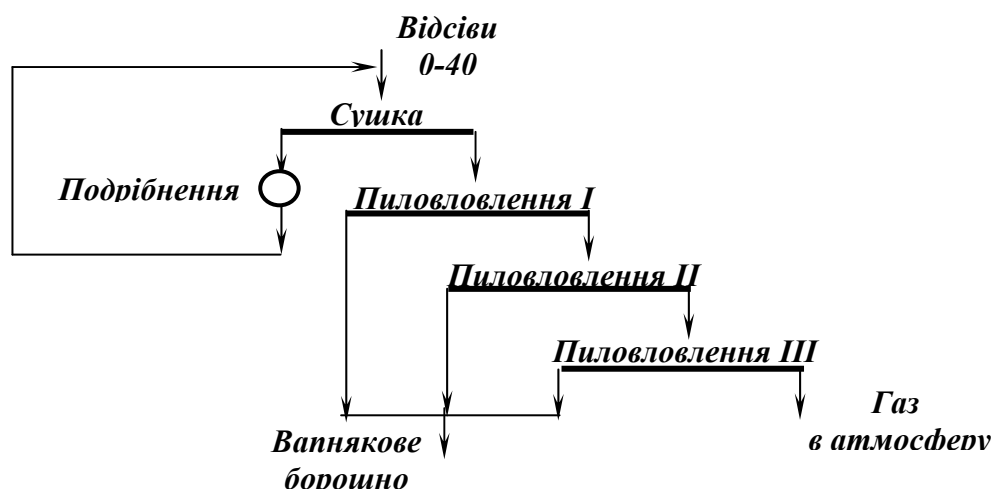 Відсіви
0-40
Сушка
Подрібнення
Пиловловлення I
Пиловловлення II
Пиловловлення III
Газ
в атмосферу
Вапнякове
борошно